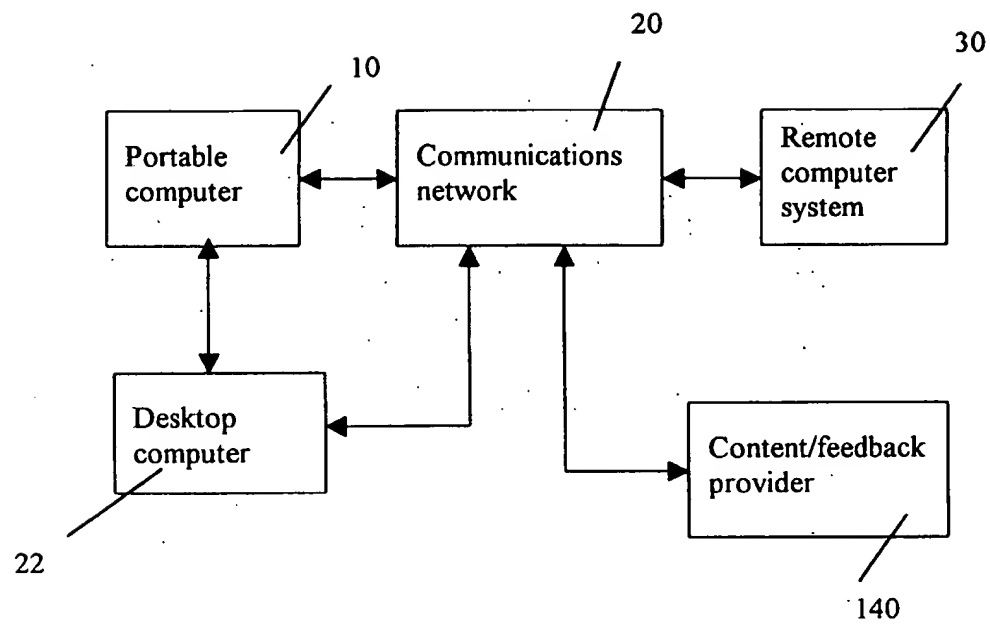 20
30
10
Portable
computer
Communications
network
Remote
computer
system
Desktop
computer
Content/feedback
provider
22
140